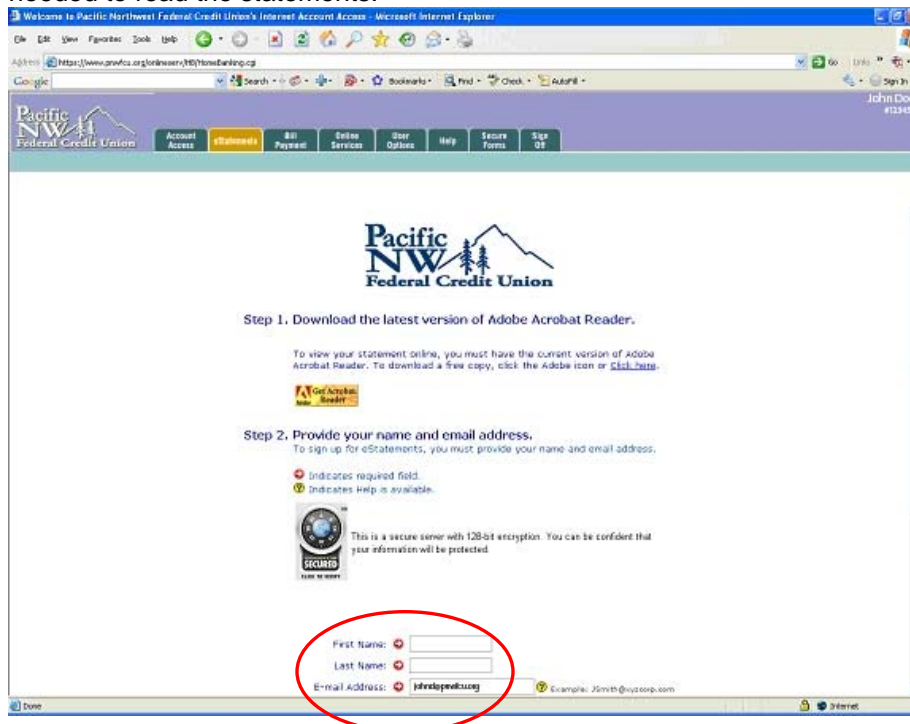 needed to read the statements.
Welcome to Pacific Northwest Federal Credit Union's Internet Account Access - Microsoft Internet Explorer
File Edit View Favorites Tools Help
Address https://www.pnwfcu.org/onlineserv/HB/HomeBanking.cgi Go Links »
Google Search Bookmarks Find Check AutoFill Sign In
John Do
#12345
Pacific
NW
Federal Credit Union
Account Access eStatements Bill Payment Online Services User Options Help Secure Forms Sign Off
Pacific
NW
Federal Credit Union
Step 1. Download the latest version of Adobe Acrobat Reader.
To view your statement online, you must have the current version of Adobe
Acrobat Reader. To download a free copy, click the Adobe icon or Click here.
Get Acrobat
Adobe Reader
Step 2. Provide your name and email address.
To sign up for eStatements, you must provide your name and email address.
Indicates required field.
Indicates Help is available.
This is a secure server with 128-bit encryption. You can be confident that
your information will be protected.
SECURED
CLICK TO VERIFY
First Name:
Last Name:
E-mail Address: Example: JSmith@xyzcorp.com
Done Internet